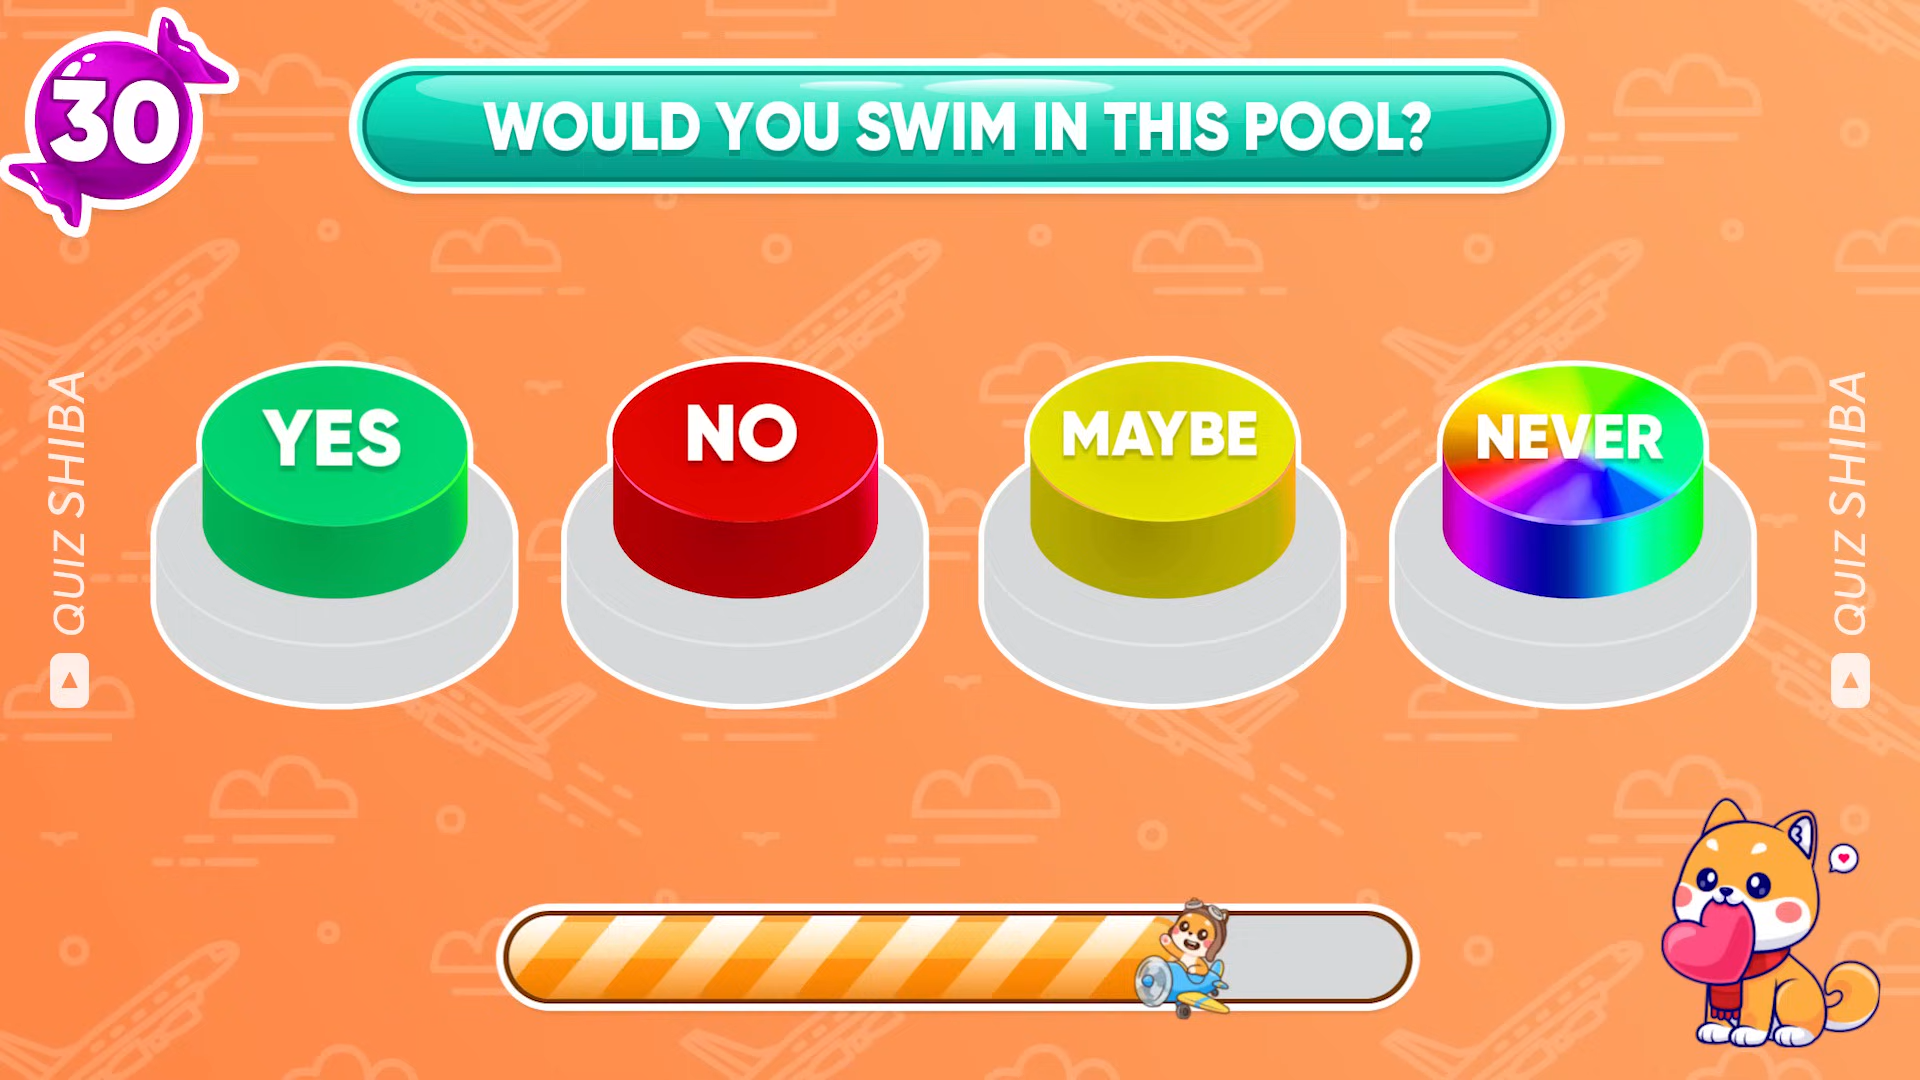 30
WOULD YOU SWIM IN THIS POOL?
YES
NO
MAYBE
NEVER
QUIZ SHIBA
QUIZ SHIBA